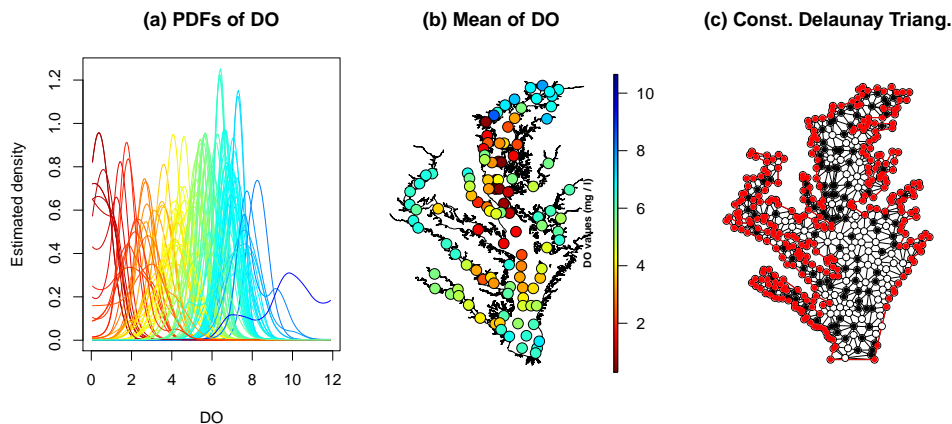 (a) PDFs of DO
(b) Mean of DO
(c) Const. Delaunay Triang.
Estimated density
0.0
0.2
0.4
0.6
0.8
1.0
1.2
0 2 4 6 8 10 12
DO
DO values (mg / l)
10
8
6
4
2